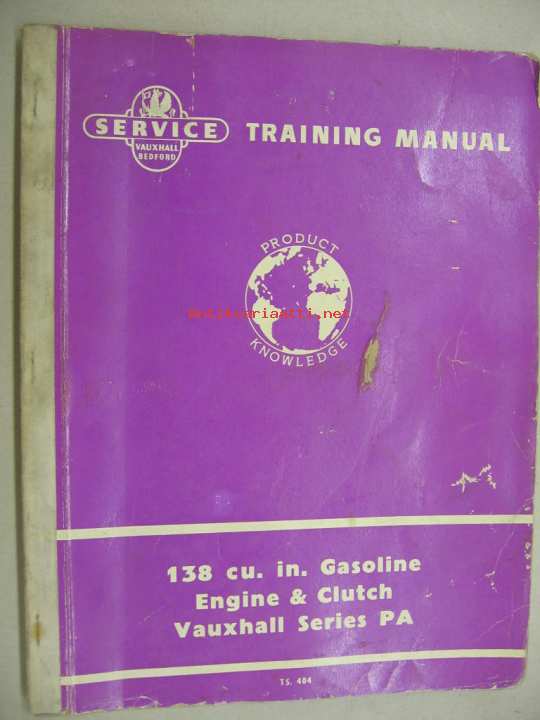 SERVICE
VAUXHALL
BEDFORD
TRAINING MANUAL
PRODUCT
antikvariaatti.net
KNOWLEDGE
138 cu. in. Gasoline
Engine & Clutch
Vauxhall Series PA
TS. 404